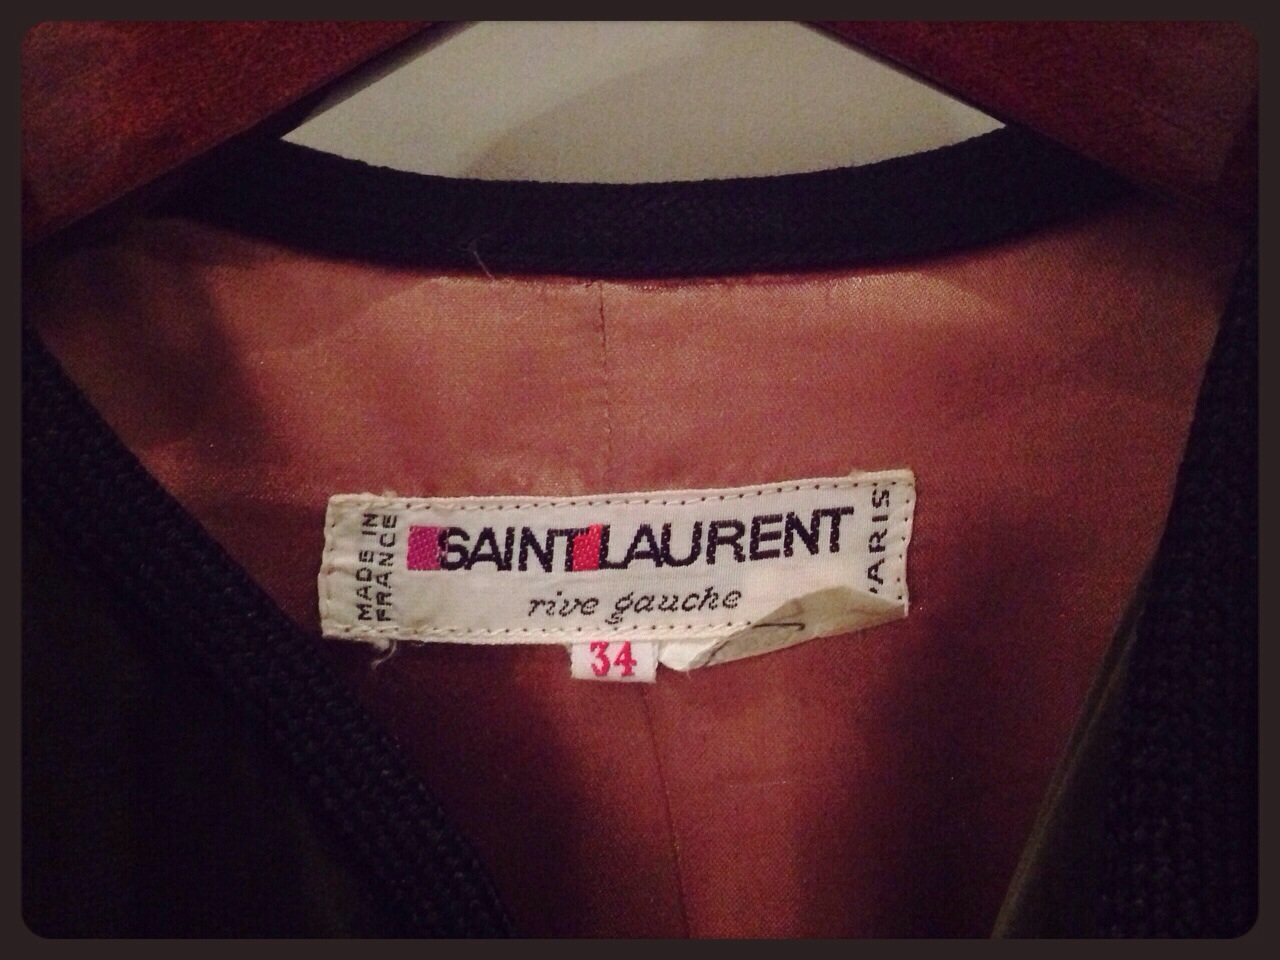 MADE IN
FRANCE
SAINT LAURENT
rive gauche
PARIS
34